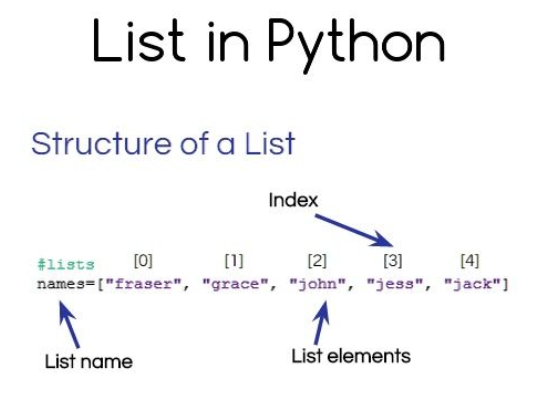 List in Python
Structure of a List
Index
#lists [0] [1] [2] [3] [4]
names=["fraser", "grace", "john", "jess", "jack"]
List name List elements